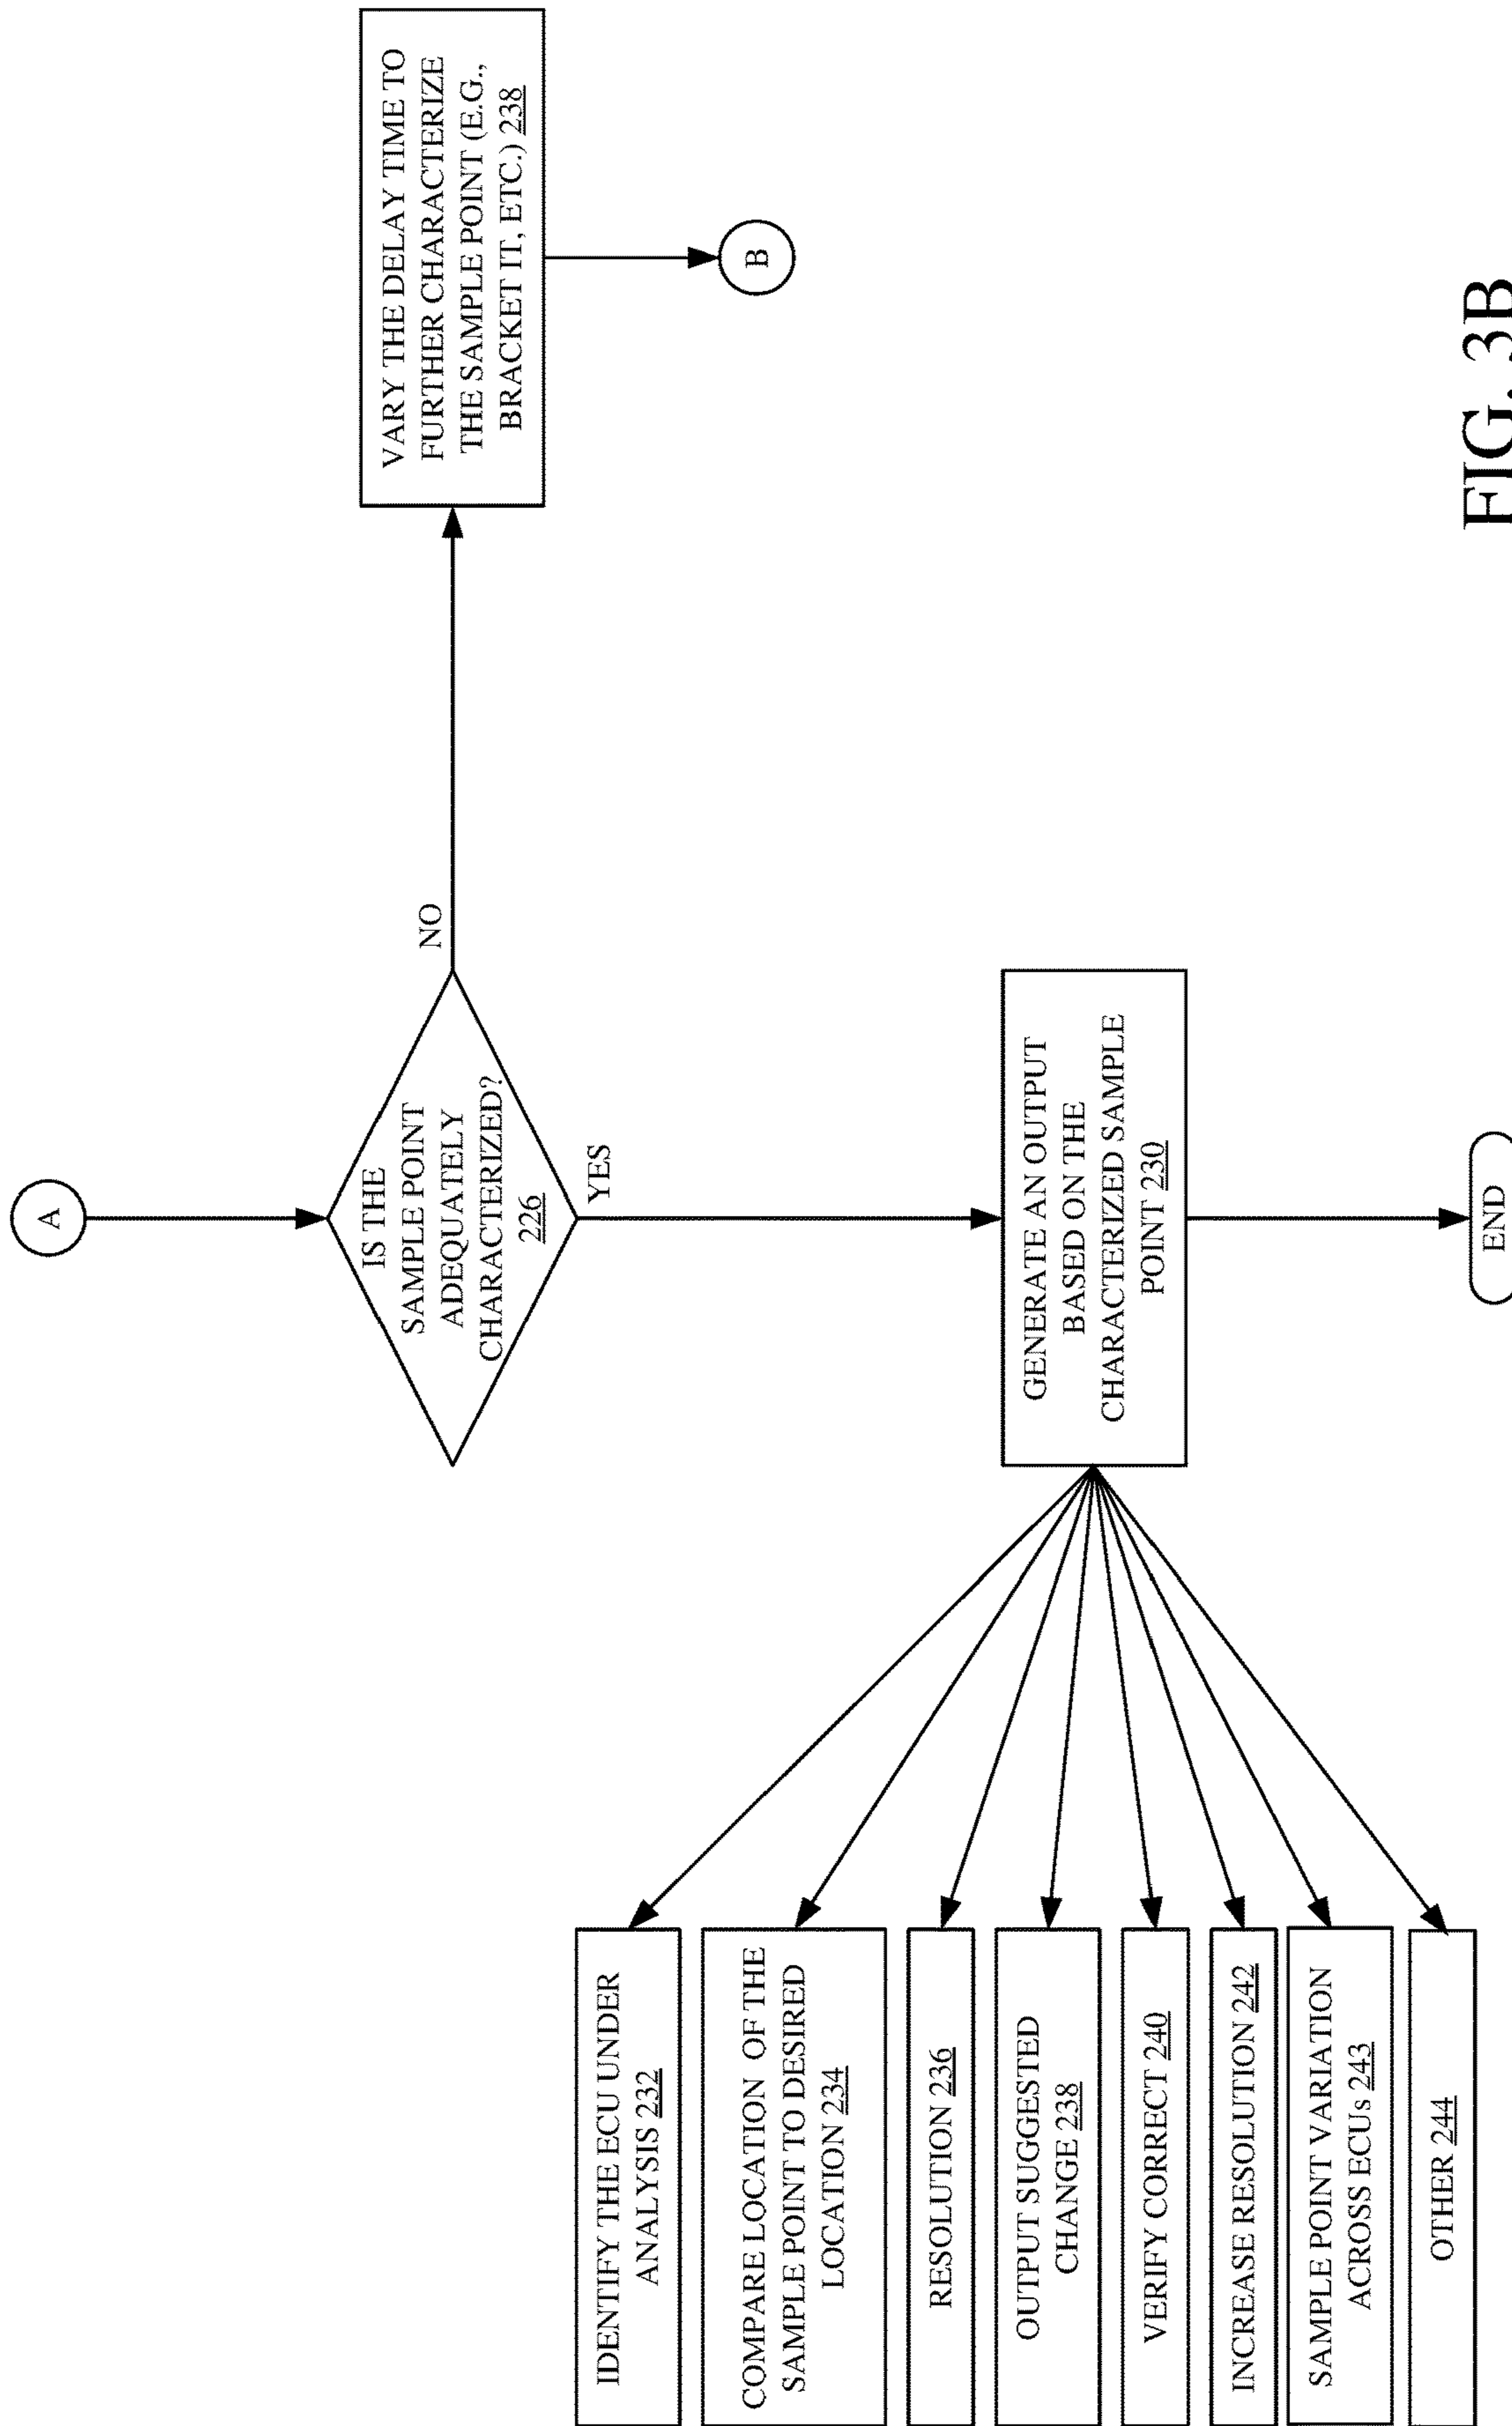 A
IS THE
SAMPLE POINT
ADEQUATELY
CHARACTERIZED?
226
NO
VARY THE DELAY TIME TO
FURTHER CHARACTERIZE
THE SAMPLE POINT (E.G.,
BRACKET IT, ETC.) 238
B
YES
GENERATE AN OUTPUT
BASED ON THE
CHARACTERIZED SAMPLE
POINT 230
IDENTIFY THE ECU UNDER
ANALYSIS 232
COMPARE LOCATION OF THE
SAMPLE POINT TO DESIRED
LOCATION 234
RESOLUTION 236
OUTPUT SUGGESTED
CHANGE 238
VERIFY CORRECT 240
INCREASE RESOLUTION 242
SAMPLE POINT VARIATION
ACROSS ECUs 243
OTHER 244
END
FIG. 3B